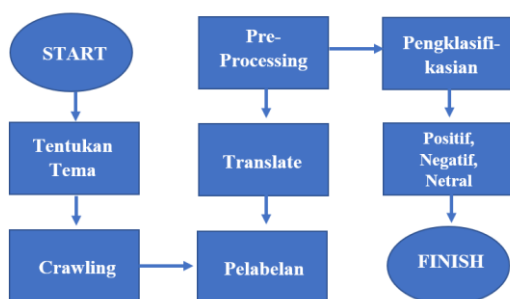 START
Tentukan
Tema
Crawling
Pre-
Processing
Translate
Pelabelan
Pengklasifi-
kasian
Positif,
Negatif,
Netral
FINISH